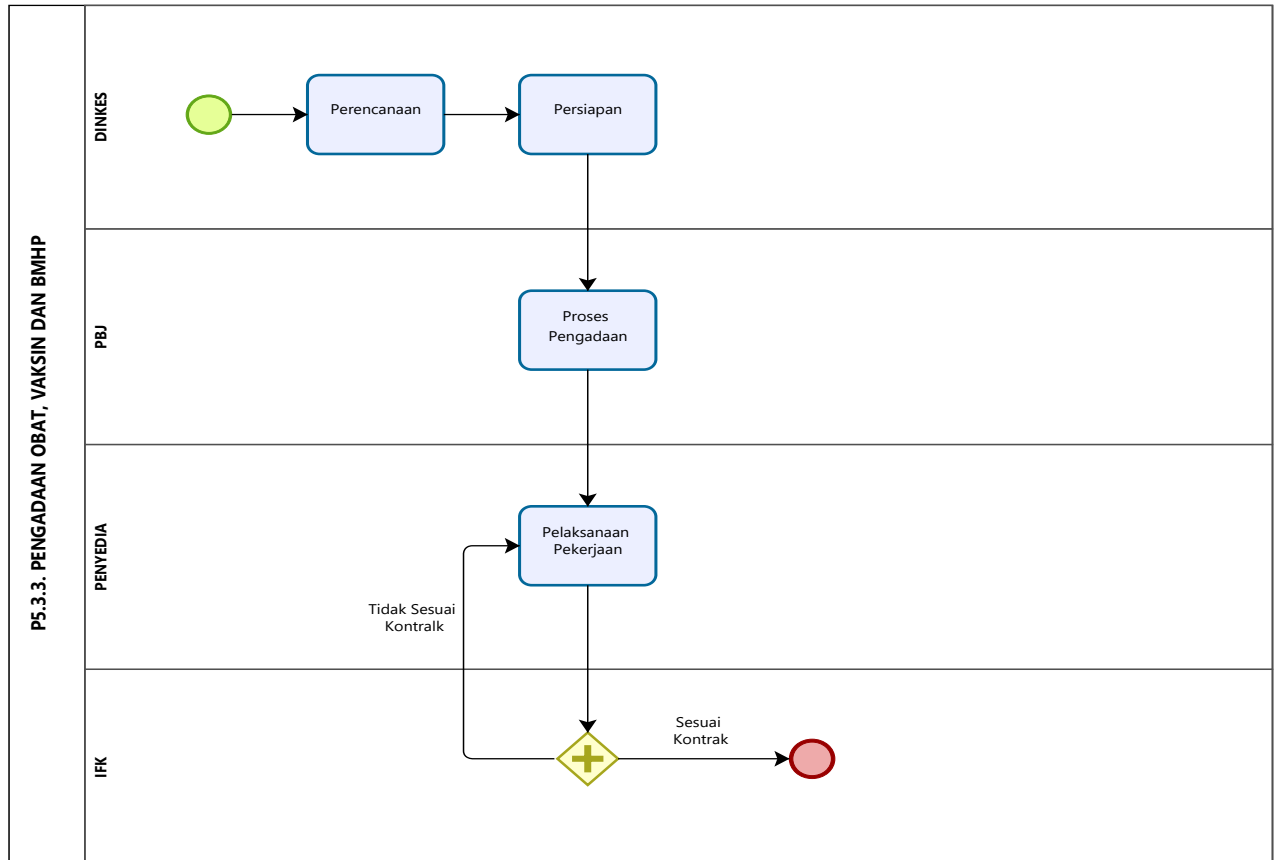 P5.3.3. PENGADAAN OBAT, VAKSIN DAN BMHP
DINKES
Perencanaan
Persiapan
PBJ
Proses
Pengadaan
PENYEDIA
Pelaksanaan
Pekerjaan
Tidak Sesuai
Kontralk
IFK
Sesuai
Kontrak